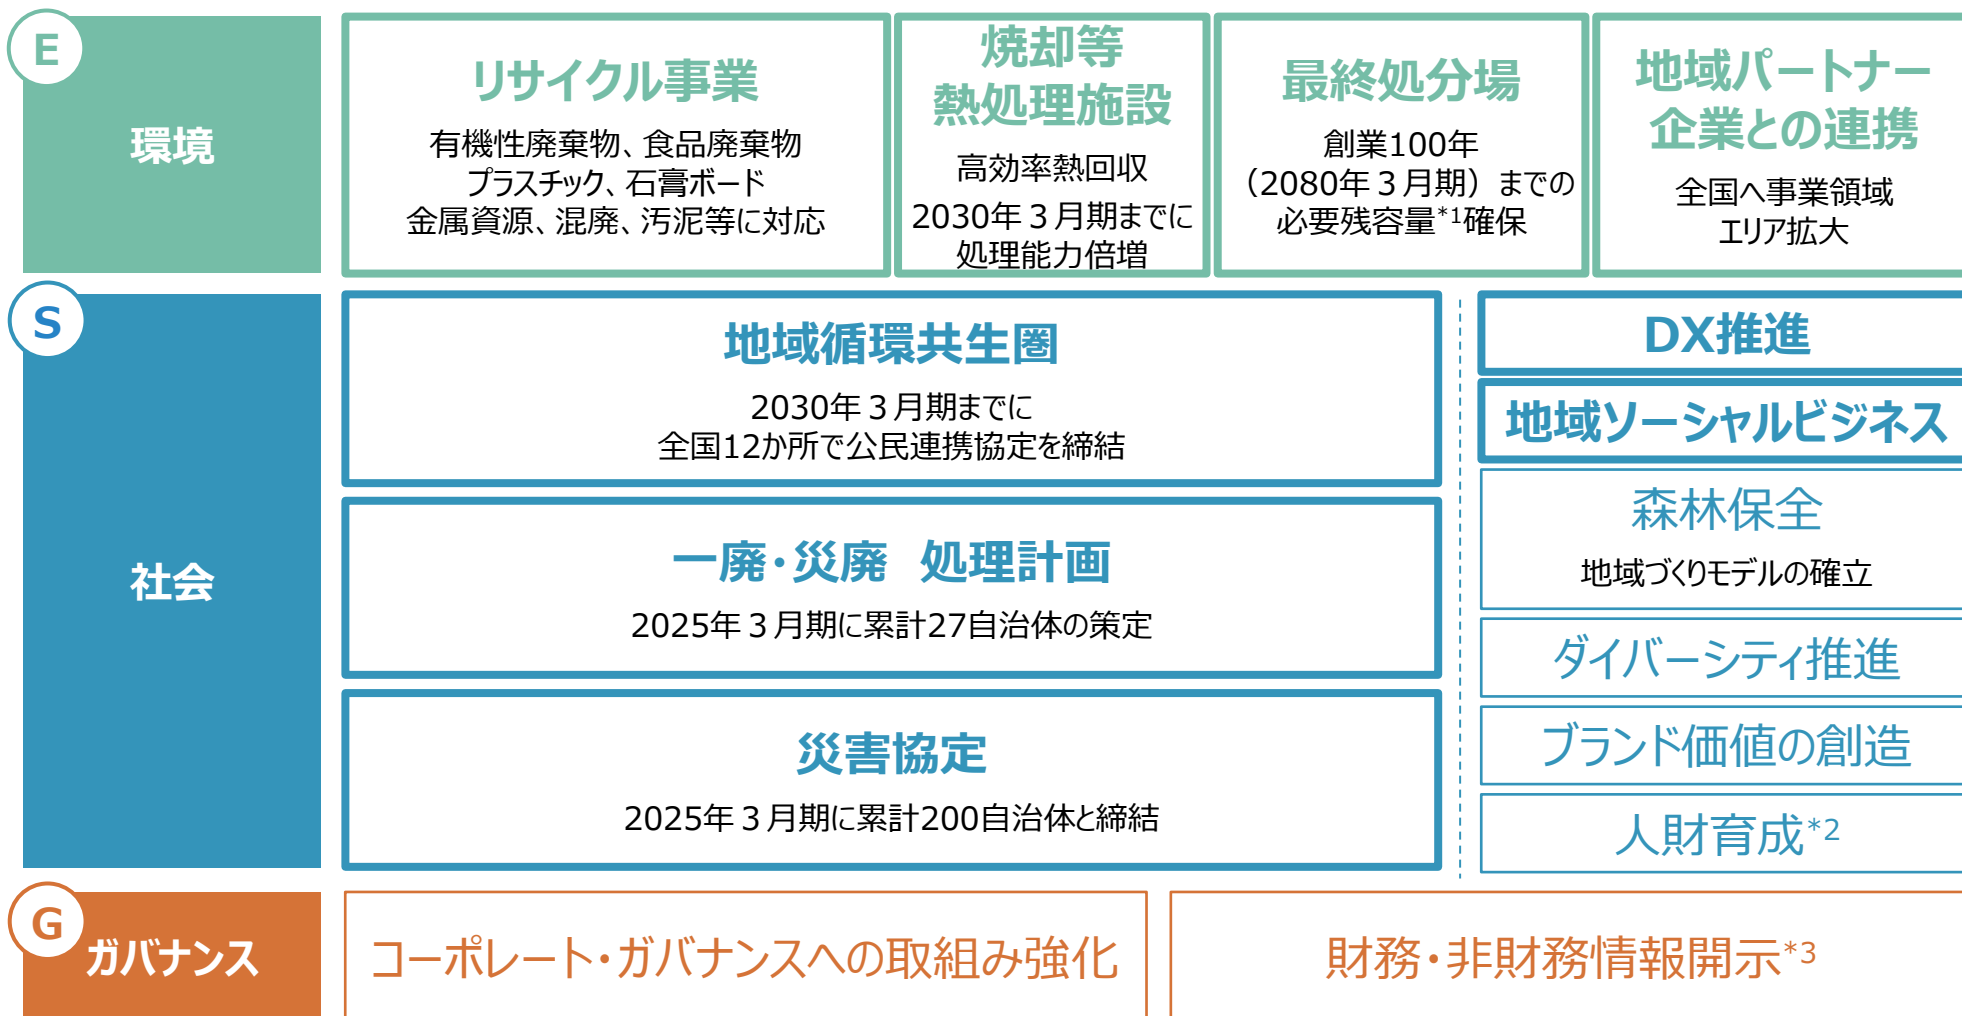 E
環境
リサイクル事業
有機性廃棄物、食品廃棄物
プラスチック、石膏ボード
金属資源、混廃、汚泥等に対応
焼却等
熱処理施設
高効率熱回収
2030年３月期までに
処理能力倍増
最終処分場
創業100年
（2080年３月期）までの
必要残容量*1確保
地域パートナー
企業との連携
全国へ事業領域
エリア拡大
S
社会
地域循環共生圏
2030年３月期までに
全国12か所で公民連携協定を締結
一廃・災廃　処理計画
2025年３月期に累計27自治体の策定
災害協定
2025年３月期に累計200自治体と締結
DX推進
地域ソーシャルビジネス
森林保全
地域づくりモデルの確立
ダイバーシティ推進
ブランド価値の創造
人財育成*2
G
ガバナンス
コーポレート・ガバナンスへの取組み強化
財務・非財務情報開示*3